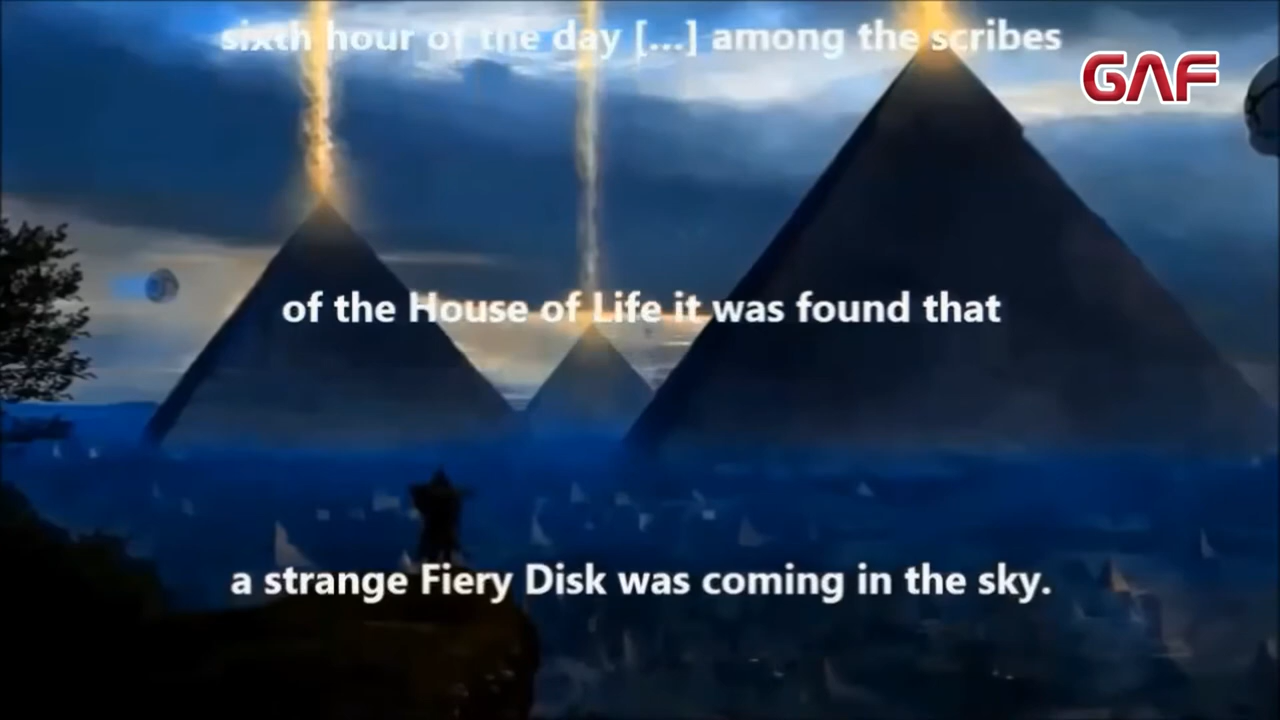 sixth hour of the day [...] among the scribes
GAF
of the House of Life it was found that
a strange Fiery Disk was coming in the sky.